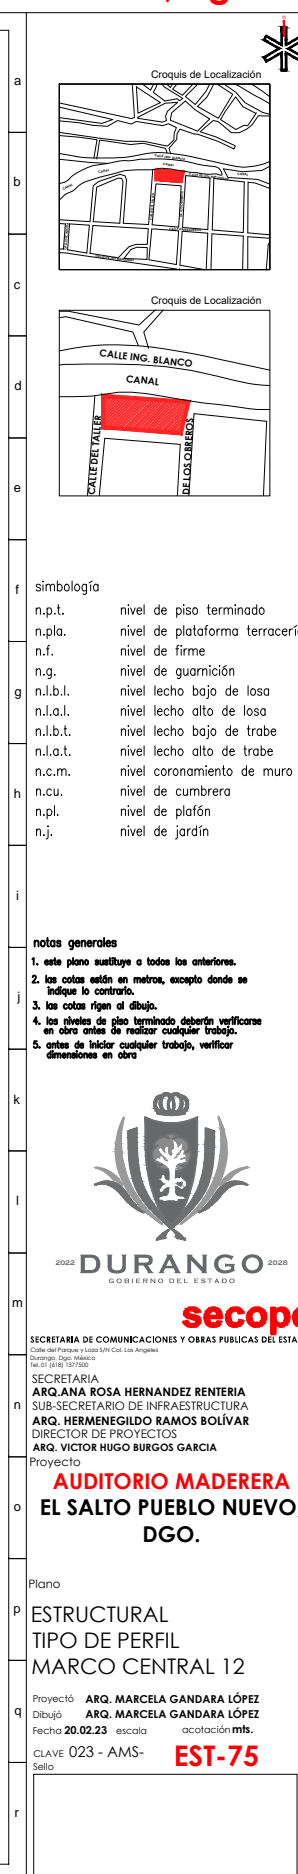 a
Croquis de Localización
b
CALLE ING. BLANCO
CANAL
CANAL
CANAL
CANAL
c
Croquis de Localización
CALLE ING. BLANCO
d
CANAL
CALLE DEL TALLER
DE LOS OBREROS
e
f
simbología
n.p.t. nivel de piso terminado
n.pla. nivel de plataforma terracerí
n.f. nivel de firme
n.g. nivel de guarnición
g
n.l.b.l. nivel lecho bajo de losa
n.l.a.l. nivel lecho alto de losa
n.l.b.t. nivel lecho bajo de trabe
n.l.a.t. nivel lecho alto de trabe
n.c.m. nivel coronamiento de muro
h
n.cu. nivel de cumbrera
n.pl. nivel de plafón
n.j. nivel de jardín
i
notas generales
1. este plano sustituye a todos los anteriores.
2. las cotas están en metros, excepto donde se
indique lo contrario.
j
3. las cotas rigen al dibujo.
4. los niveles de piso terminado deberán verificarse
en obra antes de realizar cualquier trabajo.
5. antes de iniciar cualquier trabajo, verificar
dimensiones en obra
k
l
2022 DURANGO 2028
GOBIERNO DEL ESTADO
m
secope
SECRETARIA DE COMUNICACIONES Y OBRAS PUBLICAS DEL ESTA
Calle del Parque y Loza S/N Col. Los Angeles
Durango, Dgo. México
Tel. 01 (618) 1377500
SECRETARIA
ARQ.ANA ROSA HERNANDEZ RENTERIA
n
SUB-SECRETARIO DE INFRAESTRUCTURA
ARQ. HERMENEGILDO RAMOS BOLÍVAR
DIRECTOR DE PROYECTOS
ARQ. VICTOR HUGO BURGOS GARCIA
Proyecto
AUDITORIO MADERERA
o
EL SALTO PUEBLO NUEVO,
DGO.
Plano
p
ESTRUCTURAL
TIPO DE PERFIL
MARCO CENTRAL 12
Proyectó ARQ. MARCELA GANDARA LÓPEZ
q
Dibujó ARQ. MARCELA GANDARA LÓPEZ
Fecha 20.02.23 escala acotación mts.
CLAVE 023 - AMS- EST-75
Sello
r